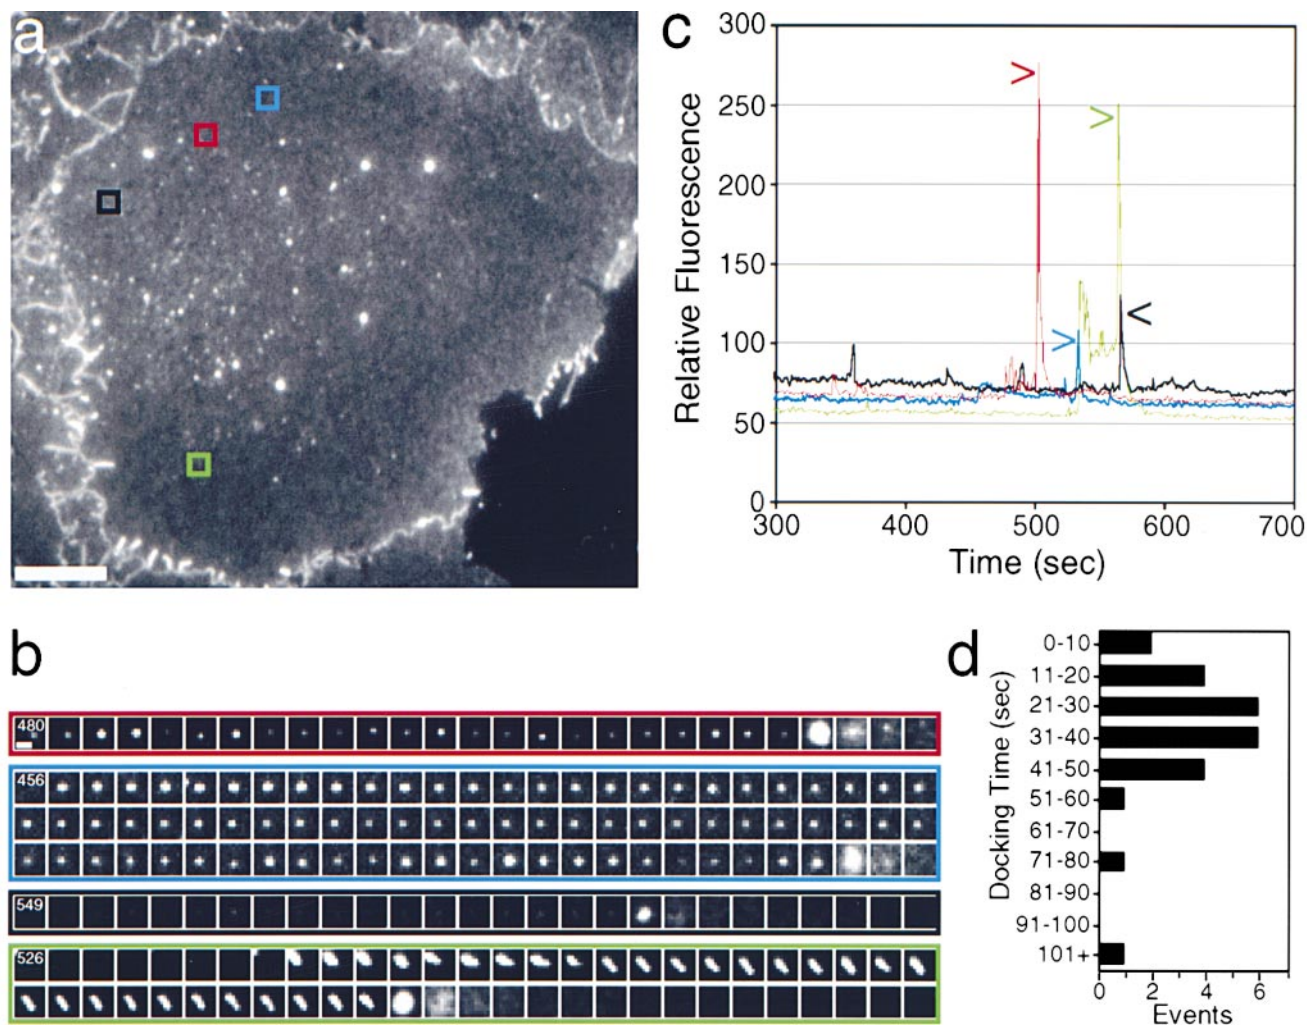 a
b
480
456
549
526
c
Relative Fluorescence
300
250
200
150
100
50
0
>
>
>
<
300 400 500 600 700
Time (sec)
d
Docking Time (sec)
0-10
11-20
21-30
31-40
41-50
51-60
61-70
71-80
81-90
91-100
101+
0 2 4 6
Events